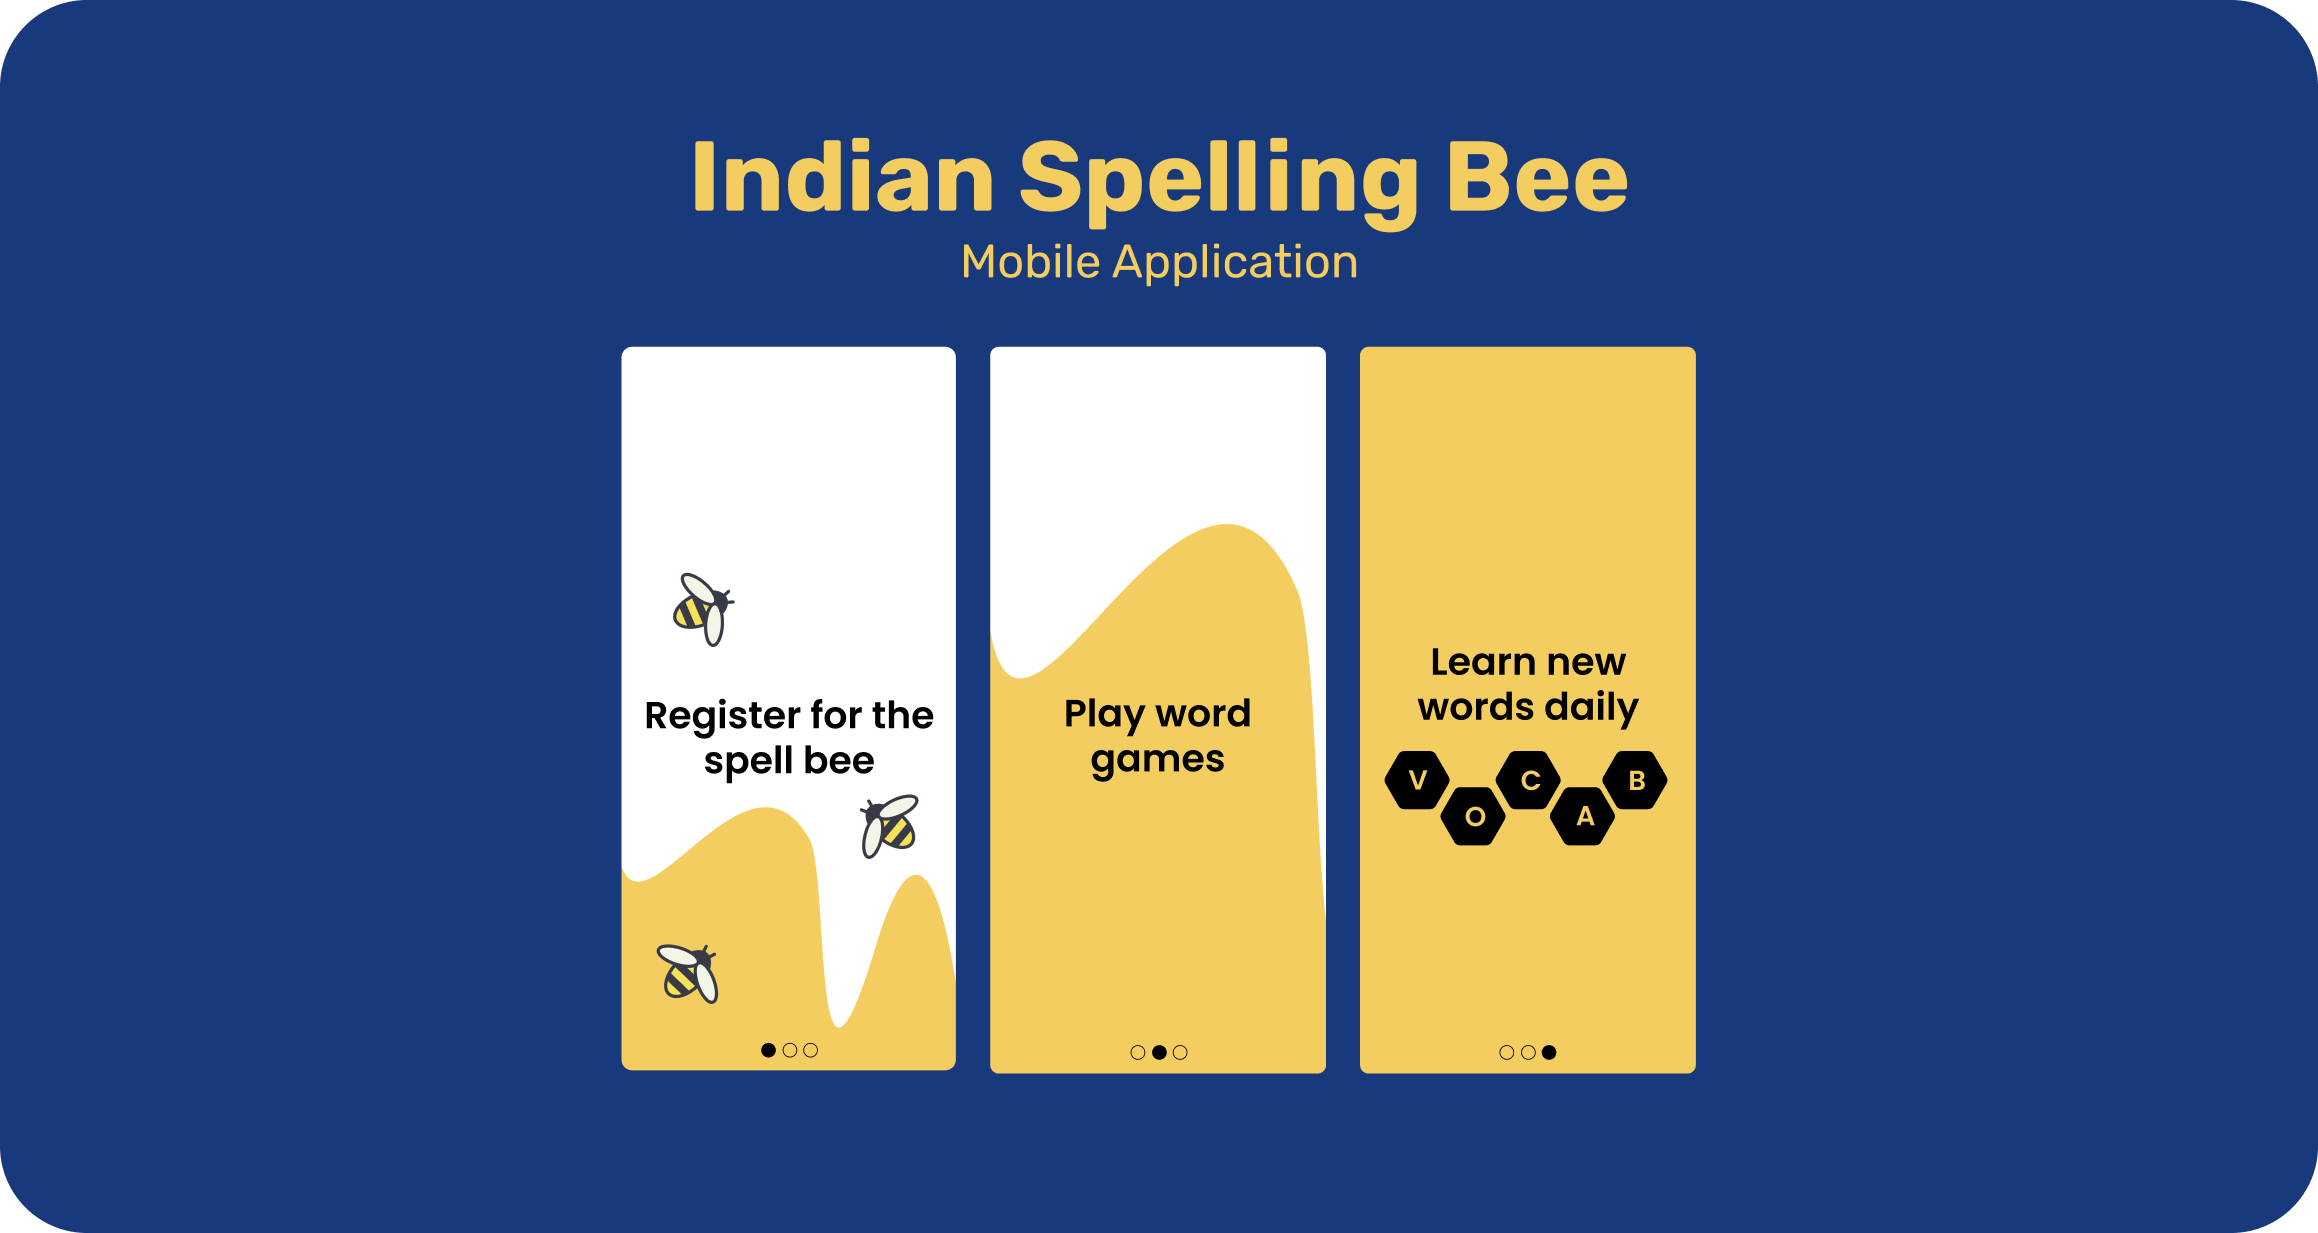 Indian Spelling Bee
Mobile Application
Register for the
spell bee
Play word
games
Learn new
words daily
V O C A B